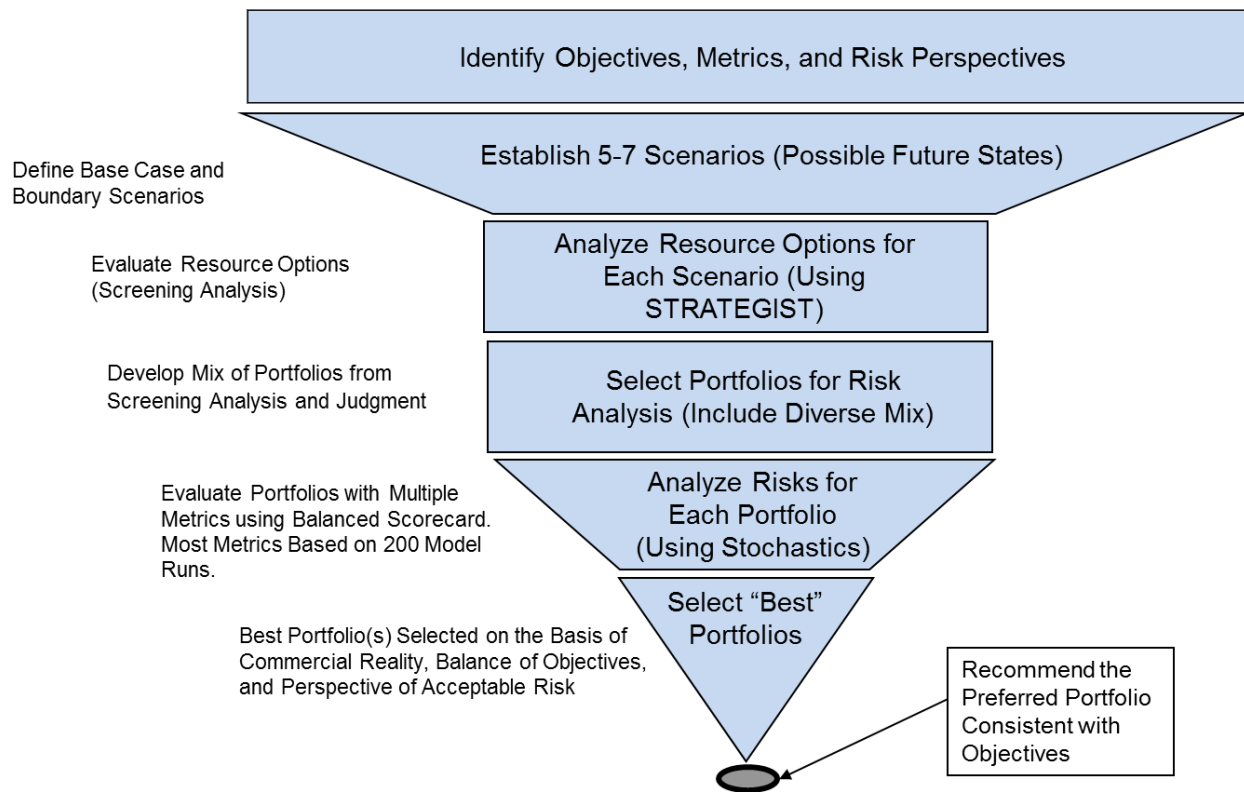 Identify Objectives, Metrics, and Risk Perspectives
Establish 5-7 Scenarios (Possible Future States)
Define Base Case and
Boundary Scenarios
Analyze Resource Options for
Each Scenario (Using
STRATEGIST)
Evaluate Resource Options
(Screening Analysis)
Select Portfolios for Risk
Analysis (Include Diverse Mix)
Develop Mix of Portfolios from
Screening Analysis and Judgment
Analyze Risks for
Each Portfolio
(Using Stochastics)
Evaluate Portfolios with Multiple
Metrics using Balanced Scorecard.
Most Metrics Based on 200 Model
Runs.
Select “Best”
Portfolios
Best Portfolio(s) Selected on the Basis of
Commercial Reality, Balance of Objectives,
and Perspective of Acceptable Risk
Recommend the
Preferred Portfolio
Consistent with
Objectives